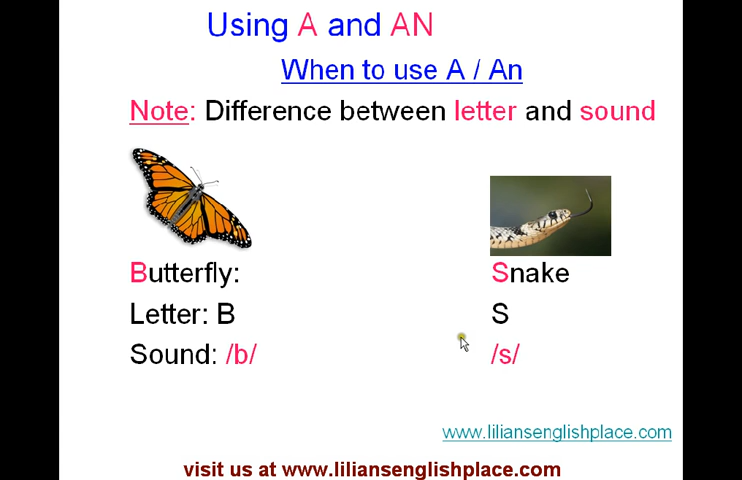 Using A and AN
When to use A / An
Note: Difference between letter and sound
Butterfly:
Snake
Letter: B
S
Sound: /b/
/s/
www.liliansenglishplace.com
visit us at www.liliansenglishplace.com